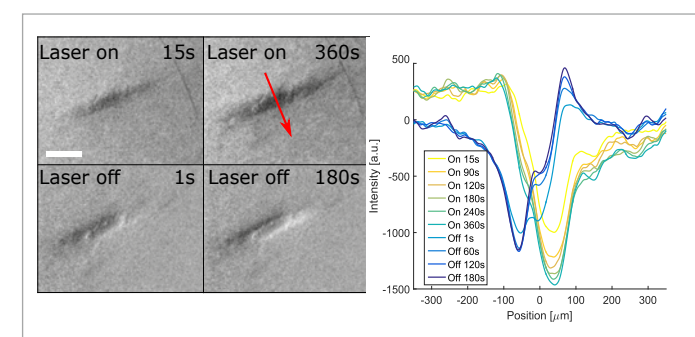 Laser on 15s
Laser on 360s
Laser off 1s
Laser off 180s
Intensity [a.u.]
500
0
-500
-1000
-1500
On 15s
On 90s
On 120s
On 180s
On 240s
On 360s
Off 1s
Off 60s
Off 120s
Off 180s
-300 -200 -100 0 100 200 300
Position [μm]